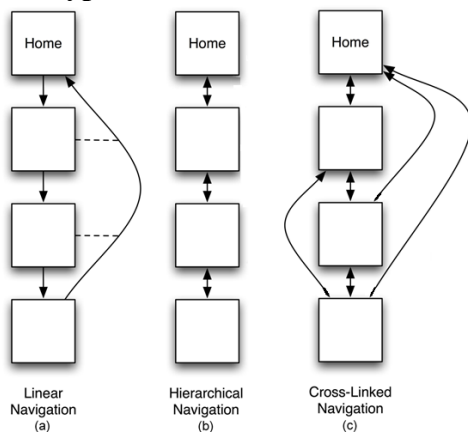 Home
Home
Home
Linear
Navigation
(a)
Hierarchical
Navigation
(b)
Cross-Linked
Navigation
(c)